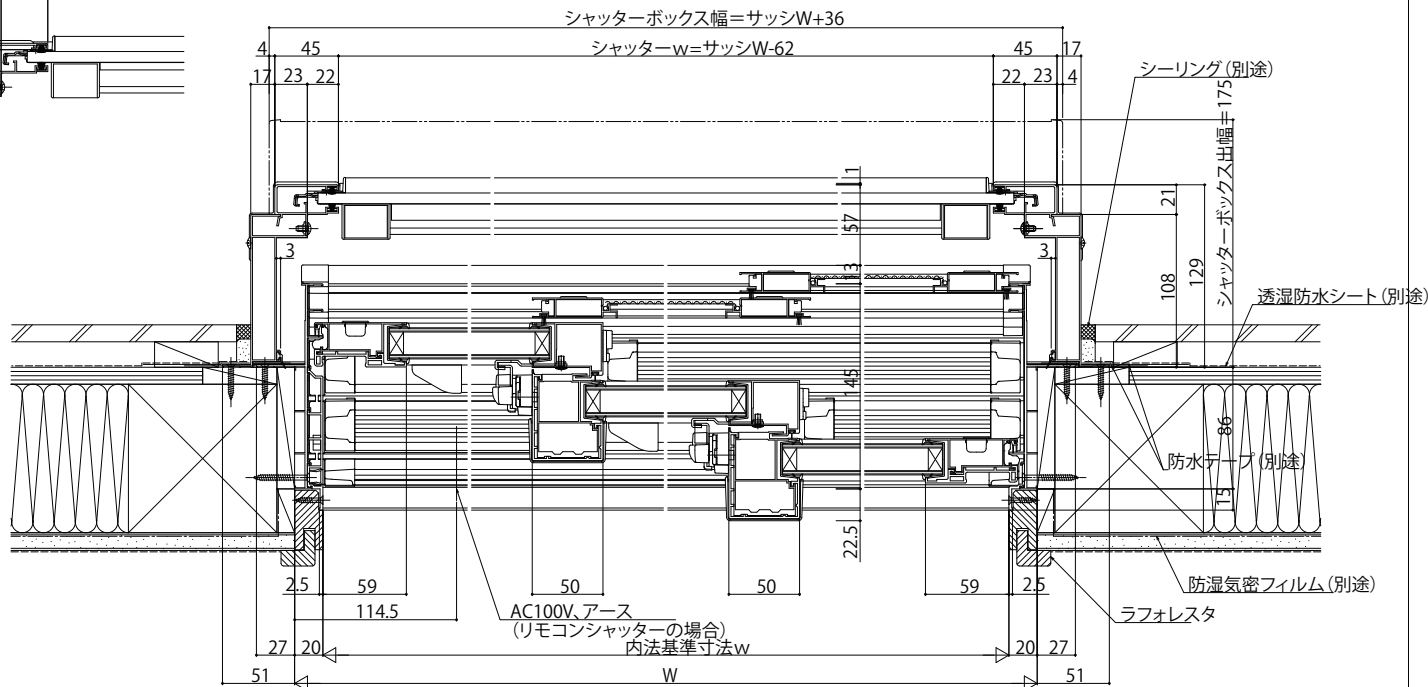 シャッターボックス幅＝サッシW+36
4 45 シャッターw=サッシW-62 45 17
17 23 22 22 23 4
シーリング（別途）
シャッターボックス出幅＝175
1
21
57
129
3 3
13
108
透湿防水シート（別途）
145
86
防水テープ（別途）
15
22.5
2.5 59 50 50 59 2.5
防湿気密フィルム（別途）
114.5 AC100V、アース
（リモコンシャッターの場合）
ラフォレスタ
27 20 内法基準寸法w 20 27
51 W 51